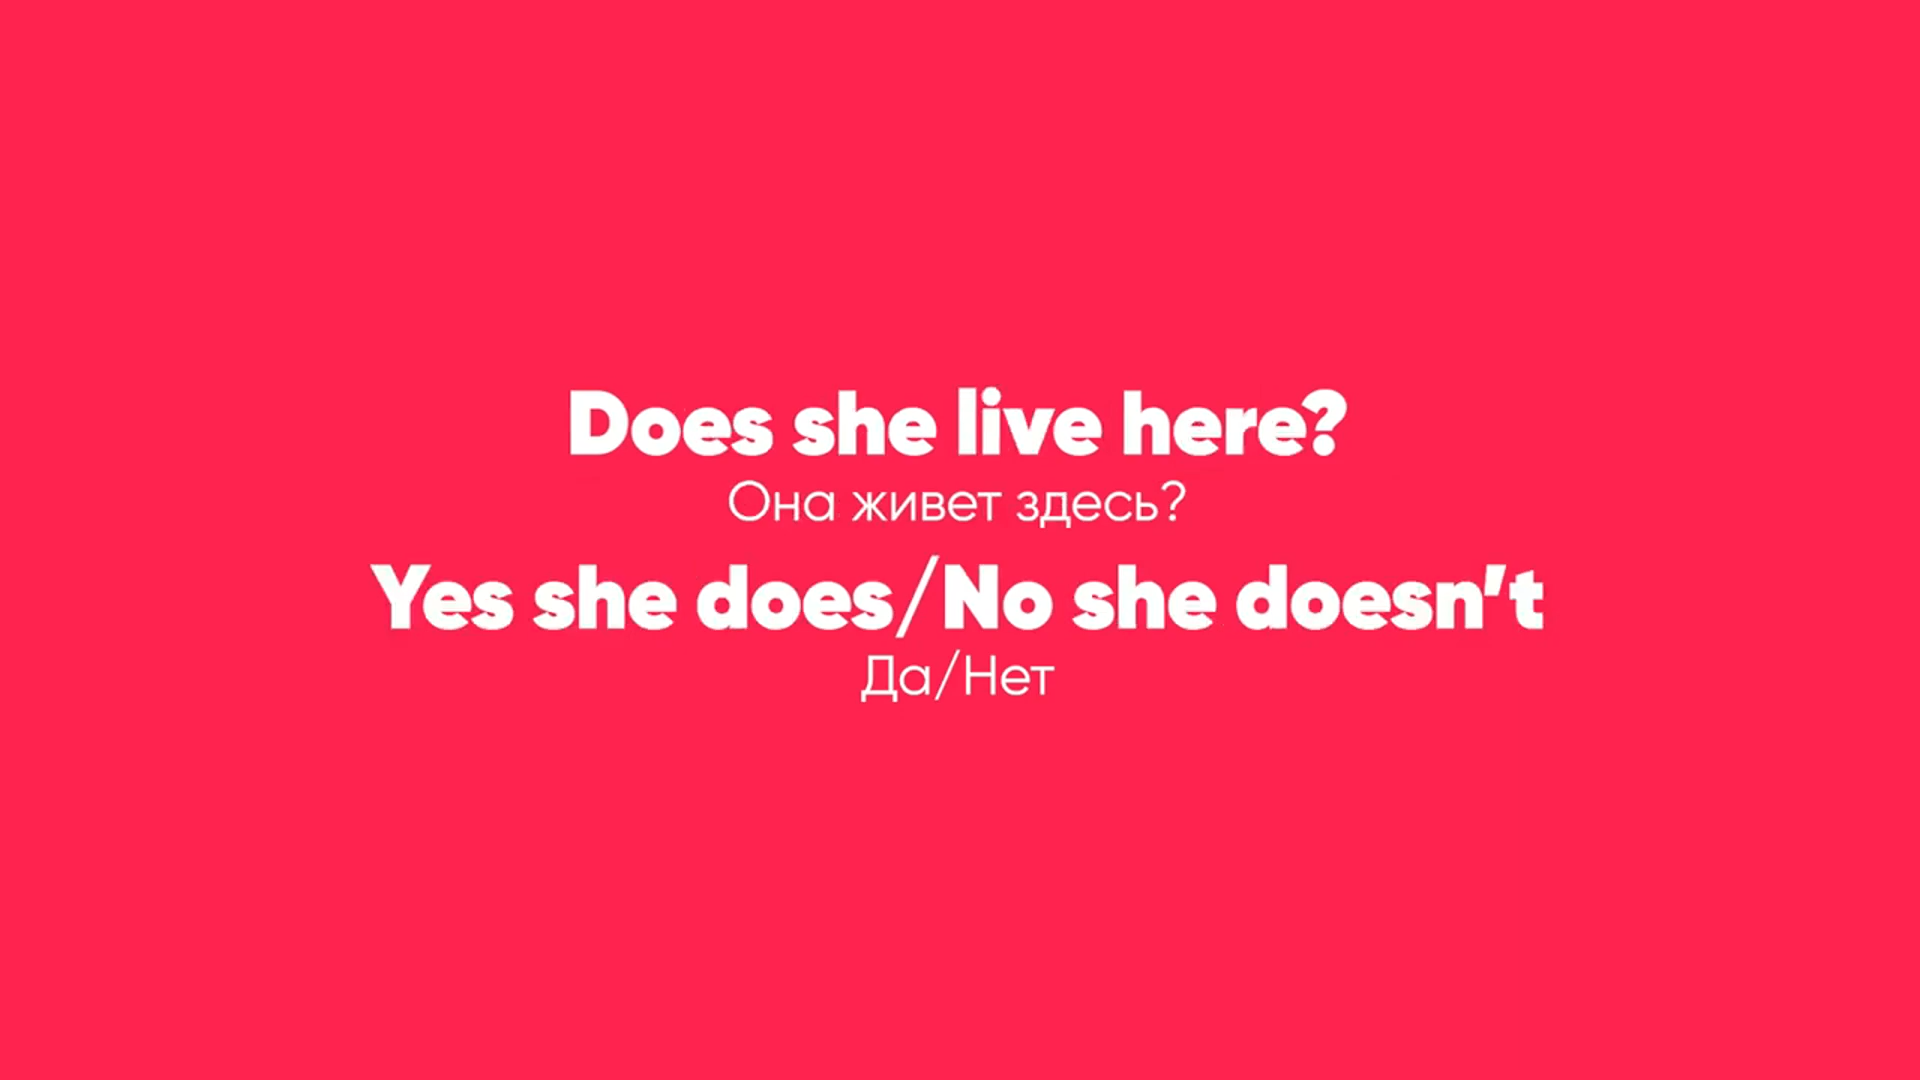 Does she live here?
Она живет здесь?
Yes she does/No she doesn't
Да/Нет